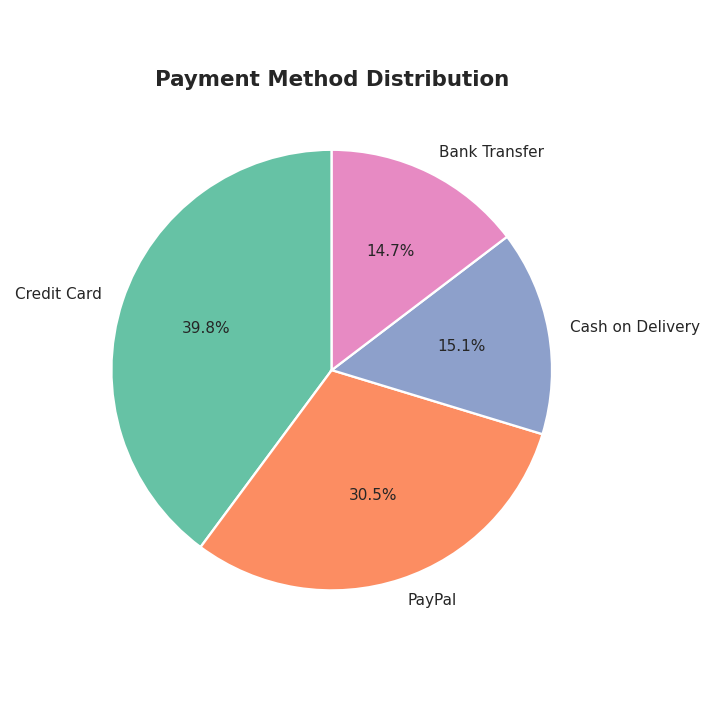 Payment Method Distribution
Bank Transfer
14.7%
Credit Card
39.8%
Cash on Delivery
15.1%
30.5%
PayPal